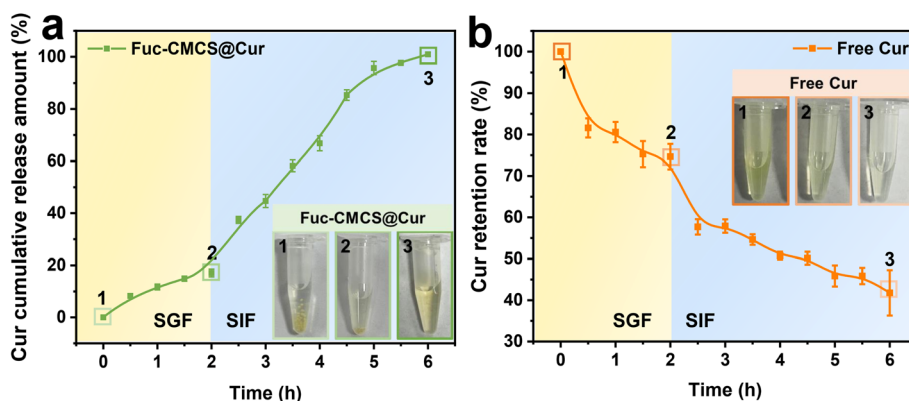 a
Fuc-CMCS@Cur
Cur cumulative release amount (%)
100
80
60
40
20
0
1
2
3
SGF
SIF
Fuc-CMCS@Cur
1
2
3
0
1
2
3
4
5
6
Time (h)
b
Free Cur
Cur retention rate (%)
100
90
80
70
60
50
40
30
1
2
3
SGF
SIF
Free Cur
1
2
3
0
1
2
3
4
5
6
Time (h)